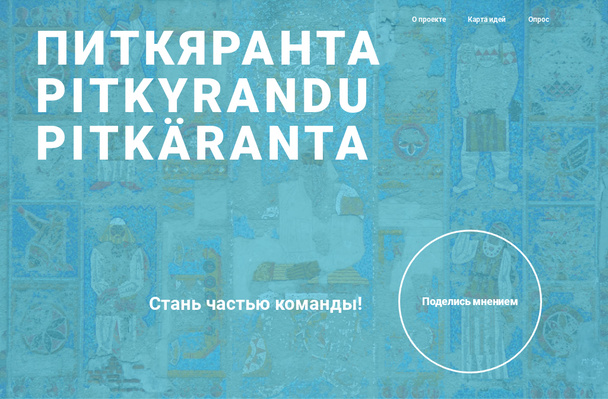 О проекте Карта идей Опрос
ПИТКЯРАНТА
PITKYRANDU
PITKÄRANTA
Стань частью команды!
Поделись мнением